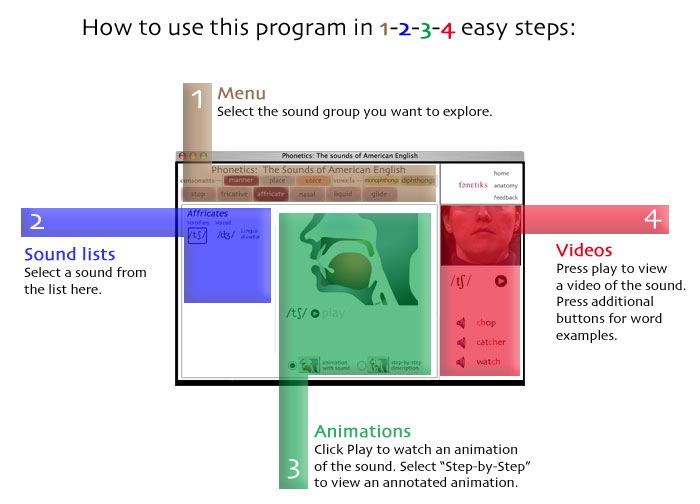 How to use this program in 1-2-3-4 easy steps:
1
Menu
Select the sound group you want to explore.
Phonetics: The sounds of American English
Phonetics: The Sounds of American English
consonants manner place voice vowels monophthongs diphthongs
stop fricative affricate nasal liquid glide
fənɛtɪks
home
anatomy
feedback
2
Sound lists
Select a sound from
the list here.
Affricates
Voiceless Voiced
/tʃ/ /dʒ/ Lingua-
alveolar
/tʃ/ play
animation
with sound
step-by-step
description
/tʃ/
chop
catcher
watch
4
Videos
Press play to view
a video of the sound.
Press additional
buttons for word
examples.
3
Animations
Click Play to watch an animation
of the sound. Select “Step-by-Step”
to view an annotated animation.